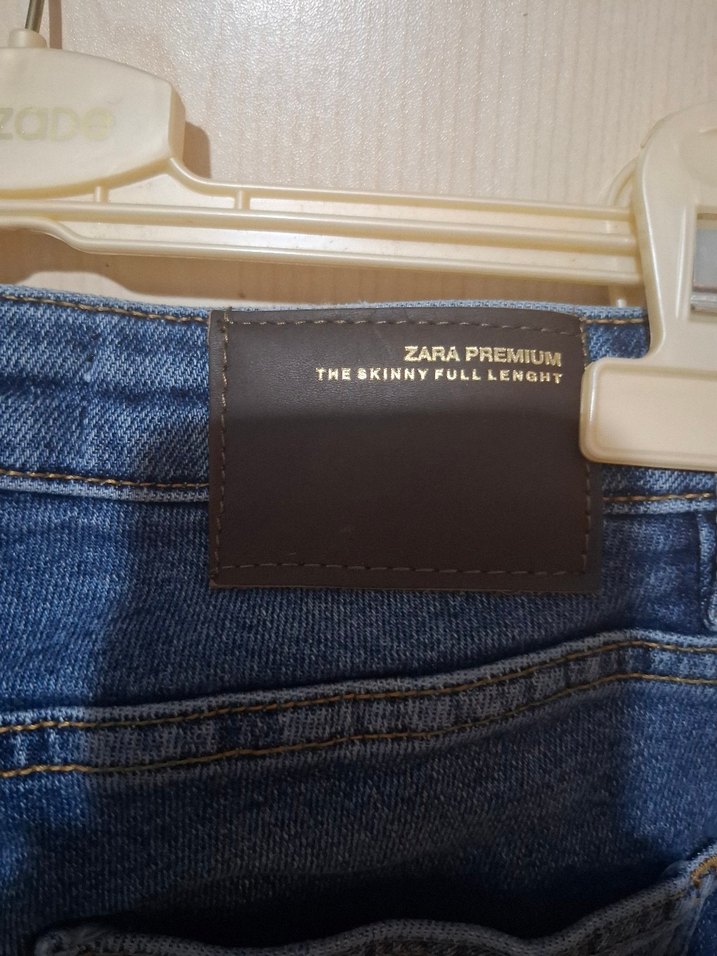 zade
ZARA PREMIUM
THE SKINNY FULL LENGHT